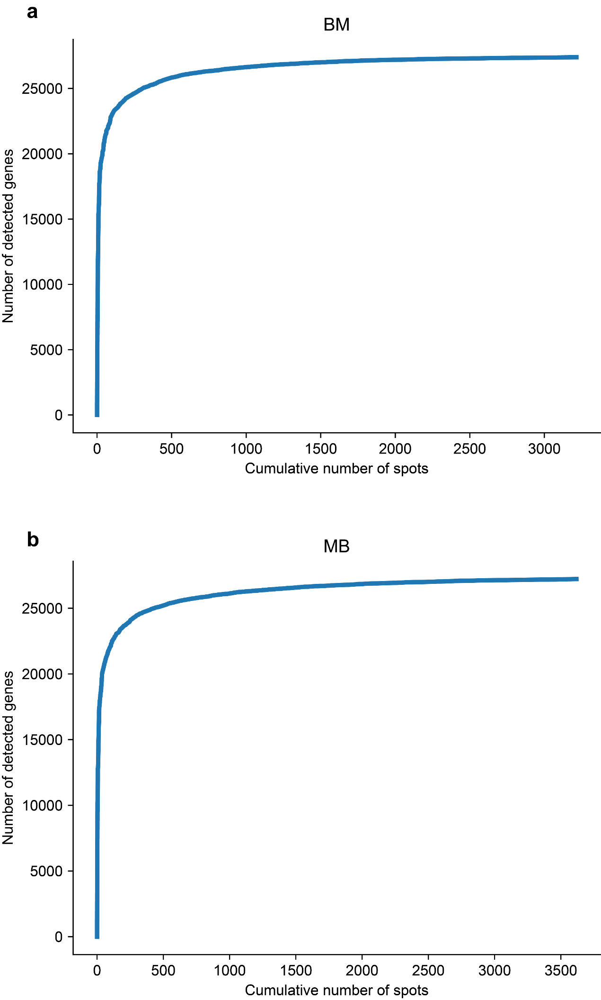 a
BM
Number of detected genes
25000
20000
15000
10000
5000
0
0 500 1000 1500 2000 2500 3000
Cumulative number of spots
b
MB
Number of detected genes
25000
20000
15000
10000
5000
0
0 500 1000 1500 2000 2500 3000 3500
Cumulative number of spots